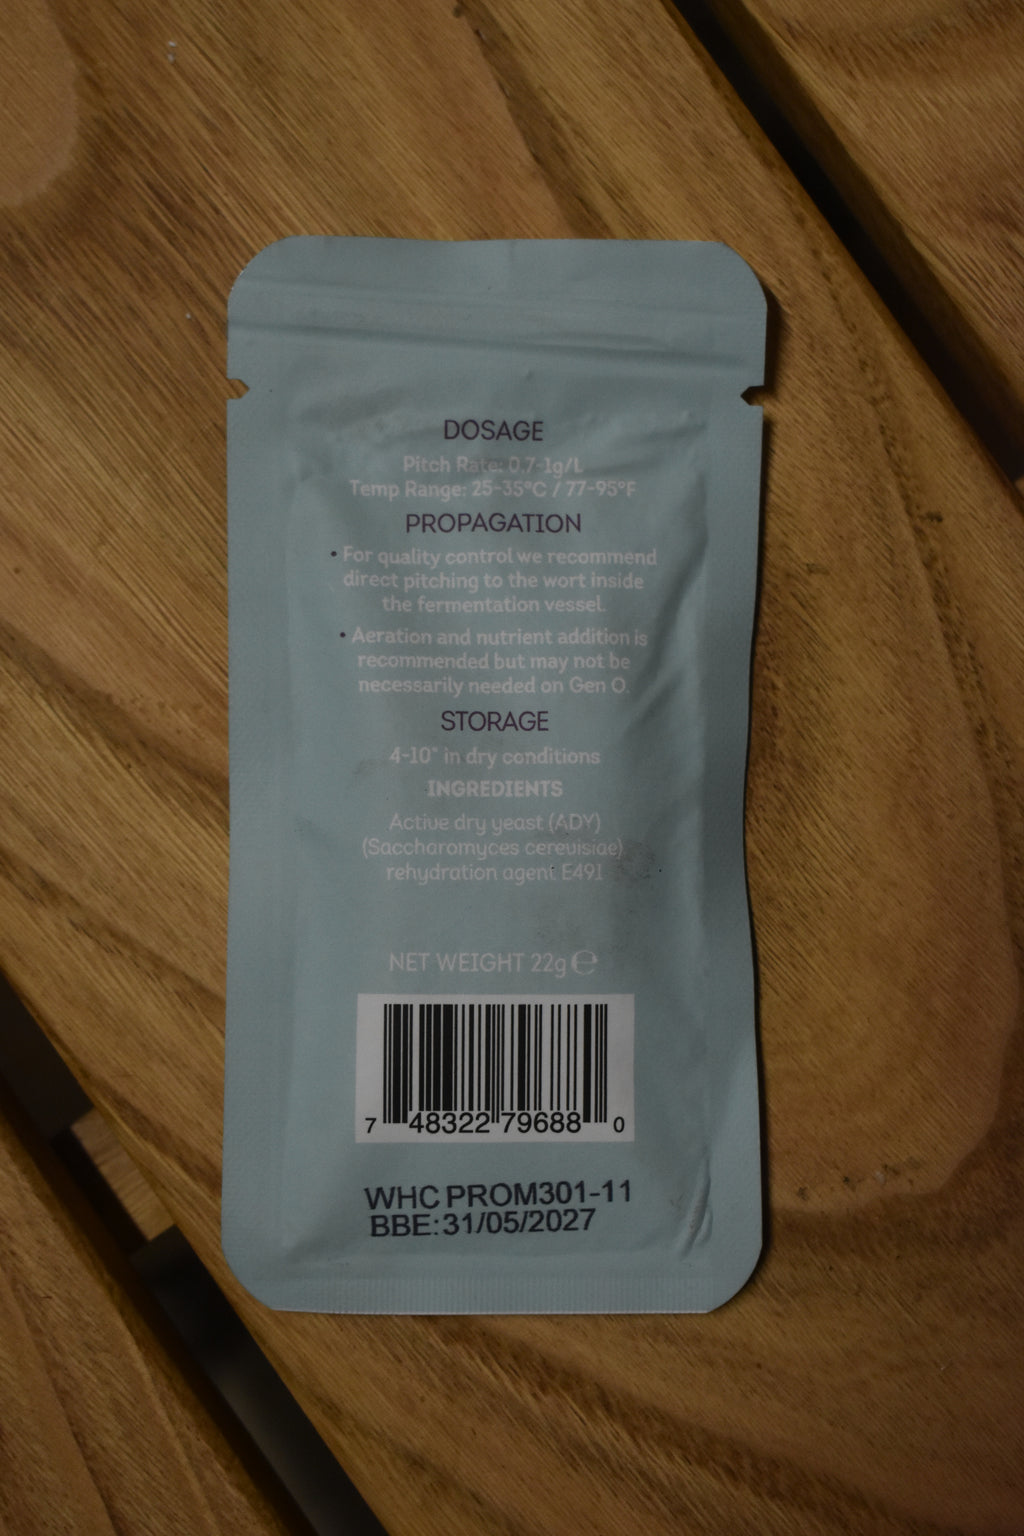 DOSAGE
Pitch Rate: 0.7-1g/L
Temp Range: 25-35°C / 77-95°F
PROPAGATION
• For quality control we recommend
direct pitching to the wort inside
the fermentation vessel.
• Aeration and nutrient addition is
recommended but may not be
necessarily needed on Gen O.
STORAGE
4-10° in dry conditions
INGREDIENTS
Active dry yeast (ADY)
(Saccharomyces cerevisiae)
rehydration agent E491
NET WEIGHT 22g ℮
7 48322 79688 0
WHC PROM301-11
BBE: 31/05/2027